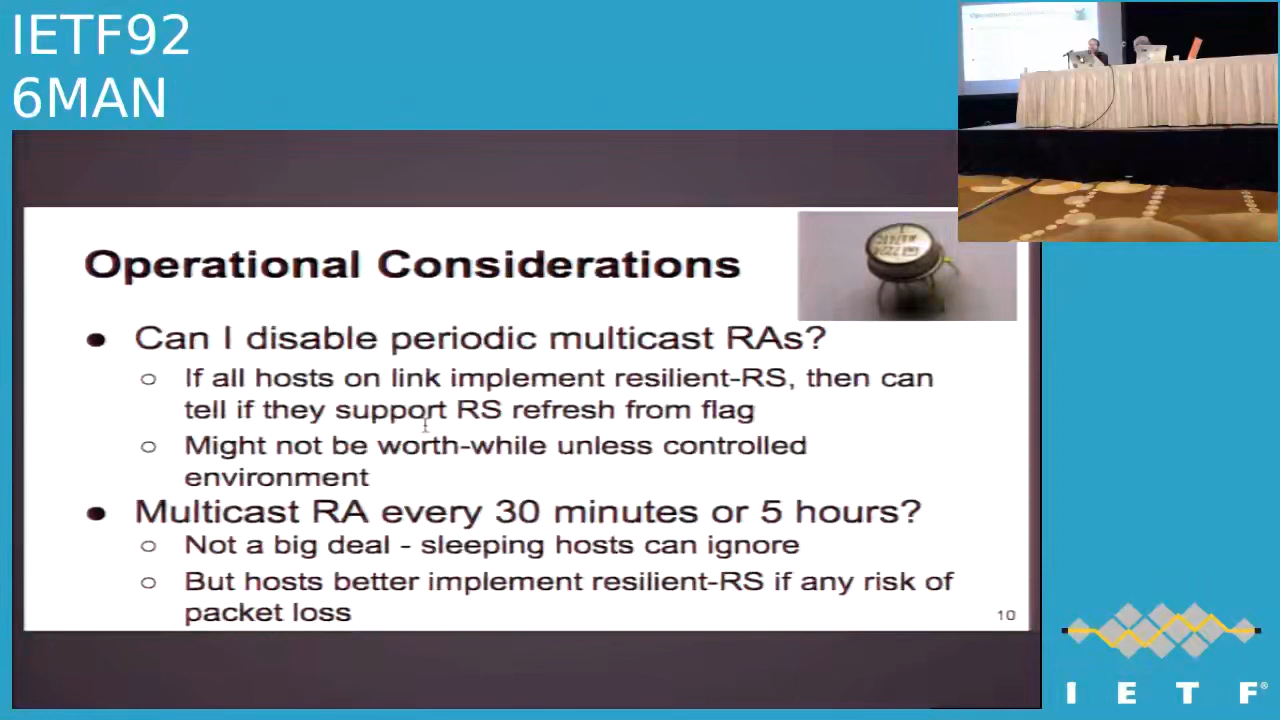 IETF92
6MAN
Operational Considerations
● Can I disable periodic multicast RAs?
○ If all hosts on link implement resilient-RS, then can
tell if they support RS refresh from flag
○ Might not be worth-while unless controlled
environment
● Multicast RA every 30 minutes or 5 hours?
○ Not a big deal - sleeping hosts can ignore
○ But hosts better implement resilient-RS if any risk of
packet loss
10
I E T F®